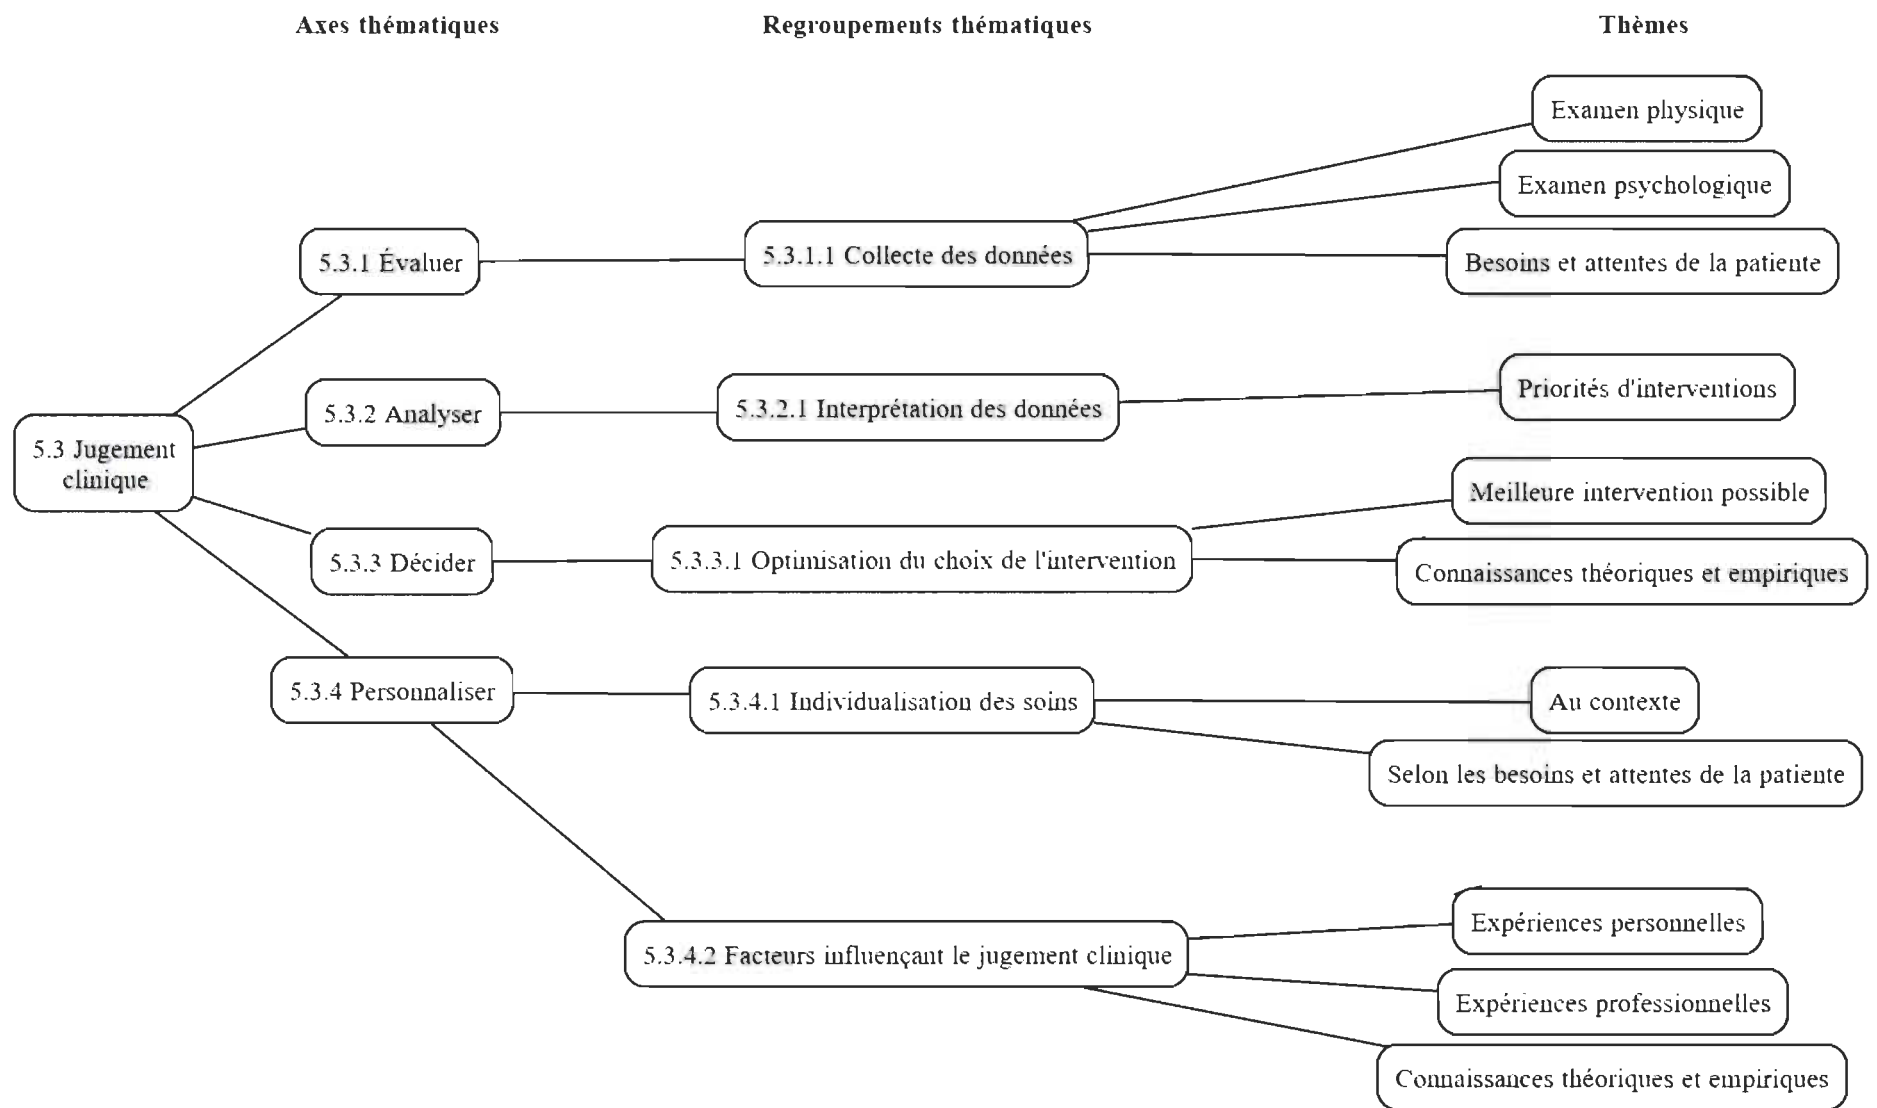 Axes thématiques
Regroupements thématiques
Thèmes
Examen physique
Examen psychologique
5.3.1 Évaluer
5.3.1.1 Collecte des données
Besoins et attentes de la patiente
5.3.2 Analyser
5.3.2.1 Interprétation des données
Priorités d'interventions
5.3 Jugement
clinique
Meilleure intervention possible
5.3.3 Décider
5.3.3.1 Optimisation du choix de l'intervention
Connaissances théoriques et empiriques
5.3.4 Personnaliser
5.3.4.1 Individualisation des soins
Au contexte
Selon les besoins et attentes de la patiente
5.3.4.2 Facteurs influençant le jugement clinique
Expériences personnelles
Expériences professionnelles
Connaissances théoriques et empiriques